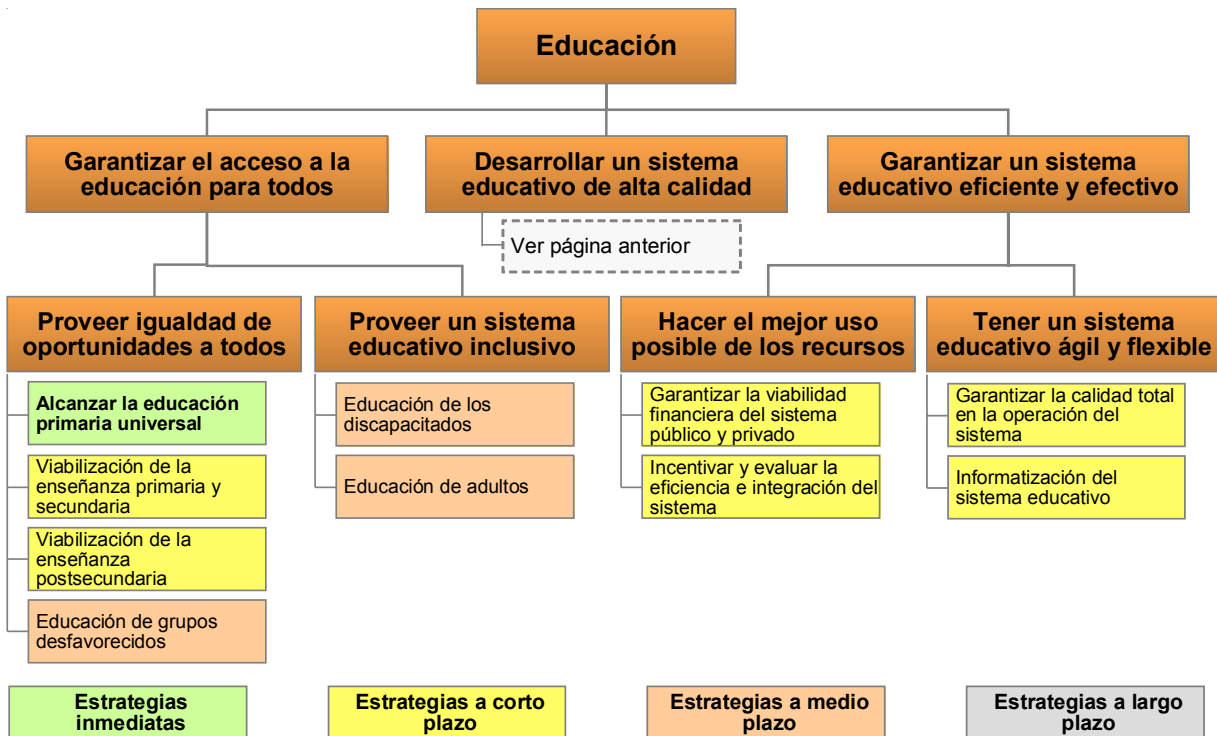 Educación
Garantizar el acceso a la
educación para todos
Desarrollar un sistema
educativo de alta calidad
Garantizar un sistema
educativo eficiente y efectivo
Ver página anterior
Proveer igualdad de
oportunidades a todos
Proveer un sistema
educativo inclusivo
Hacer el mejor uso
posible de los recursos
Tener un sistema
educativo ágil y flexible
Alcanzar la educación
primaria universal
Viabilización de la
enseñanza primaria y
secundaria
Viabilización de la
enseñanza
postsecundaria
Educación de grupos
desfavorecidos
Educación de los
discapacitados
Educación de adultos
Garantizar la viabilidad
financiera del sistema
público y privado
Incentivar y evaluar la
eficiencia e integración del
sistema
Garantizar la calidad total
en la operación del
sistema
Informatización del
sistema educativo
Estrategias
inmediatas
Estrategias a corto
plazo
Estrategias a medio
plazo
Estrategias a largo
plazo